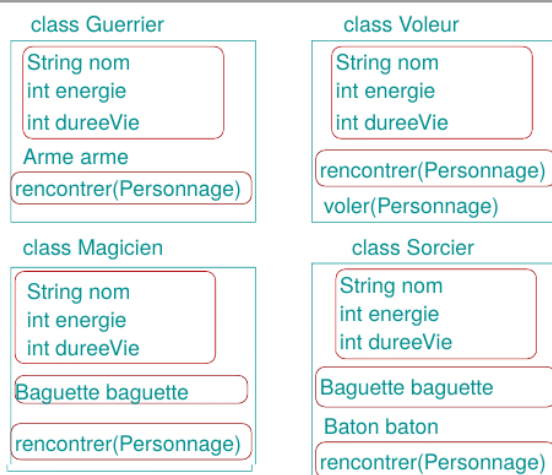 class Guerrier
String nom
int energie
int dureeVie
Arme arme
rencontrer(Personnage)
class Voleur
String nom
int energie
int dureeVie
rencontrer(Personnage)
voler(Personnage)
class Magicien
String nom
int energie
int dureeVie
Baguette baguette
rencontrer(Personnage)
class Sorcier
String nom
int energie
int dureeVie
Baguette baguette
Baton baton
rencontrer(Personnage)